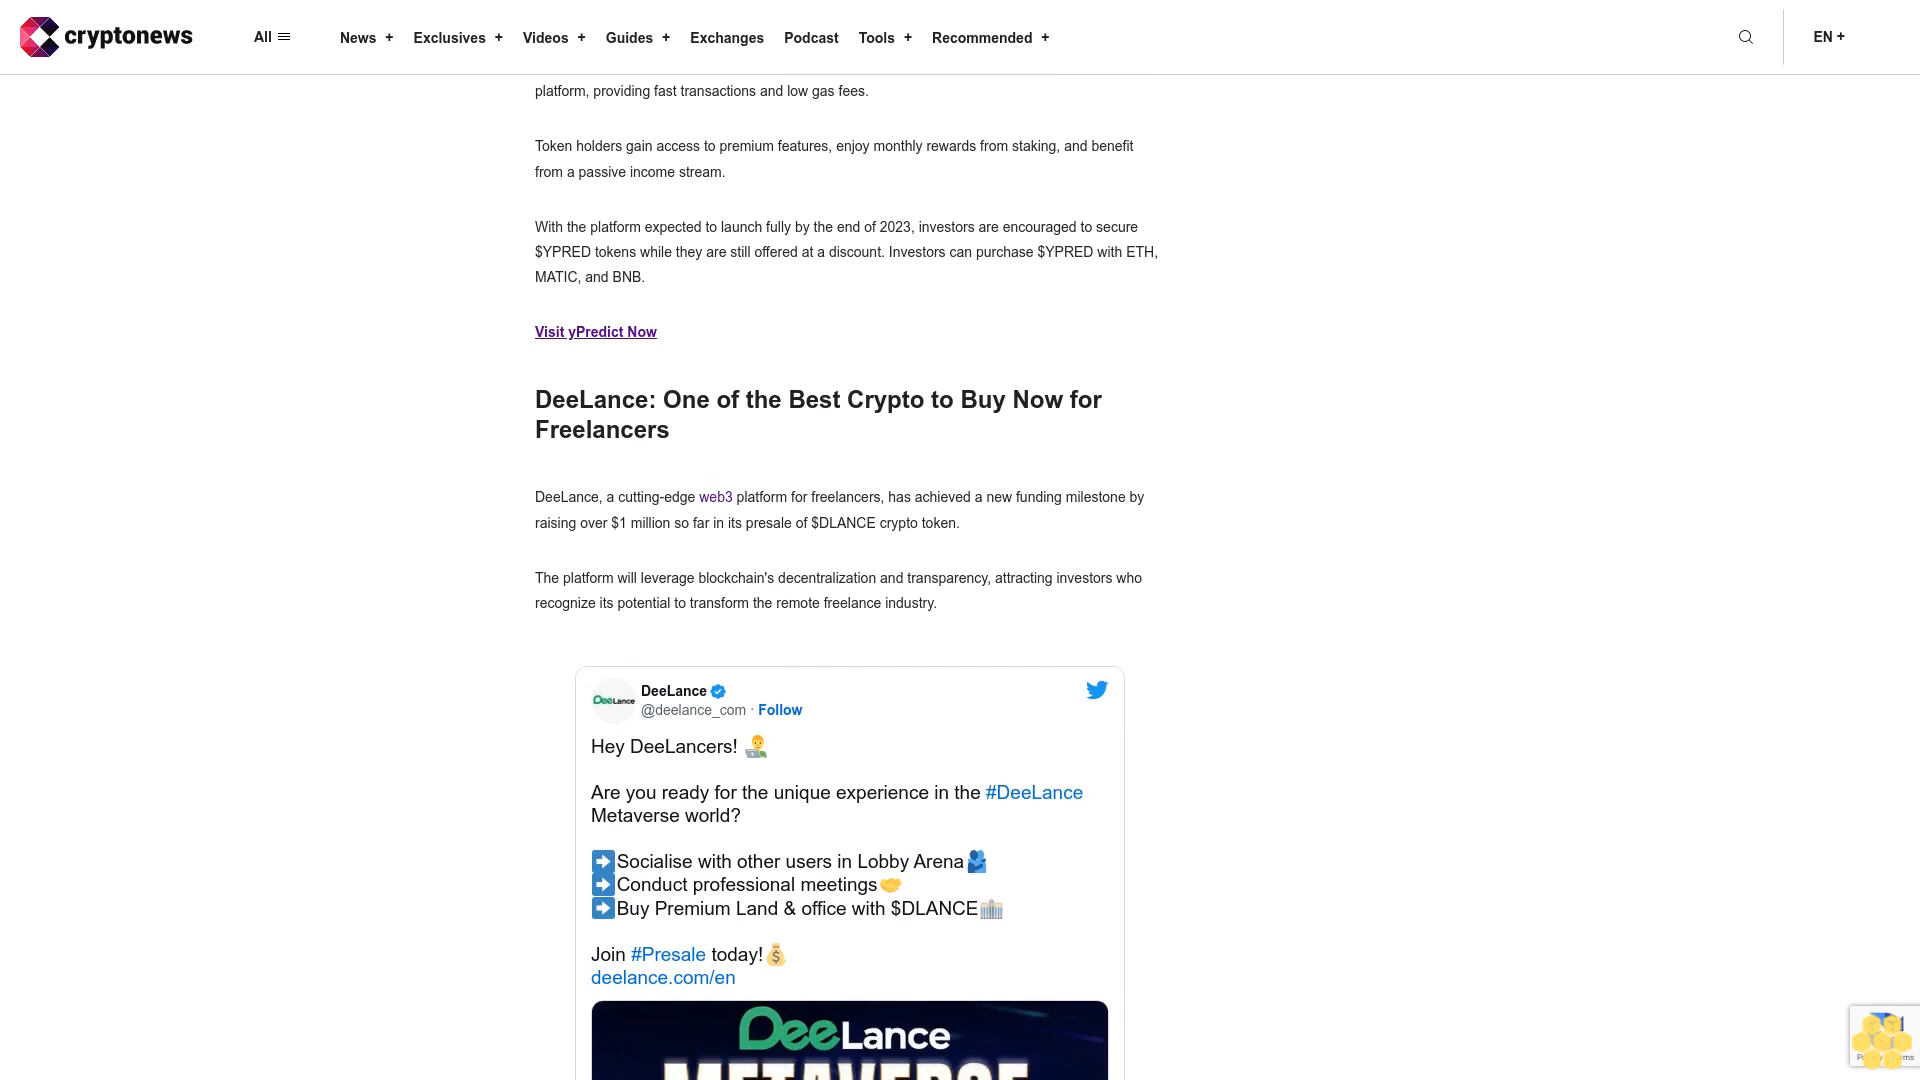 cryptonews
All
News +
Exclusives +
Videos +
Guides +
Exchanges
Podcast
Tools +
Recommended +
EN +
platform, providing fast transactions and low gas fees.
Token holders gain access to premium features, enjoy monthly rewards from staking, and benefit
from a passive income stream.
With the platform expected to launch fully by the end of 2023, investors are encouraged to secure
$YPRED tokens while they are still offered at a discount. Investors can purchase $YPRED with ETH,
MATIC, and BNB.
Visit yPredict Now
DeeLance: One of the Best Crypto to Buy Now for
Freelancers
DeeLance, a cutting-edge web3 platform for freelancers, has achieved a new funding milestone by
raising over $1 million so far in its presale of $DLANCE crypto token.
The platform will leverage blockchain's decentralization and transparency, attracting investors who
recognize its potential to transform the remote freelance industry.
DeeLance
DeeLance
@deelance_com · Follow
Hey DeeLancers!
Are you ready for the unique experience in the #DeeLance
Metaverse world?
➡Socialise with other users in Lobby Arena
➡Conduct professional meetings
➡Buy Premium Land & office with $DLANCE
Join #Presale today!
deelance.com/en
DeeLance
METAVERSE